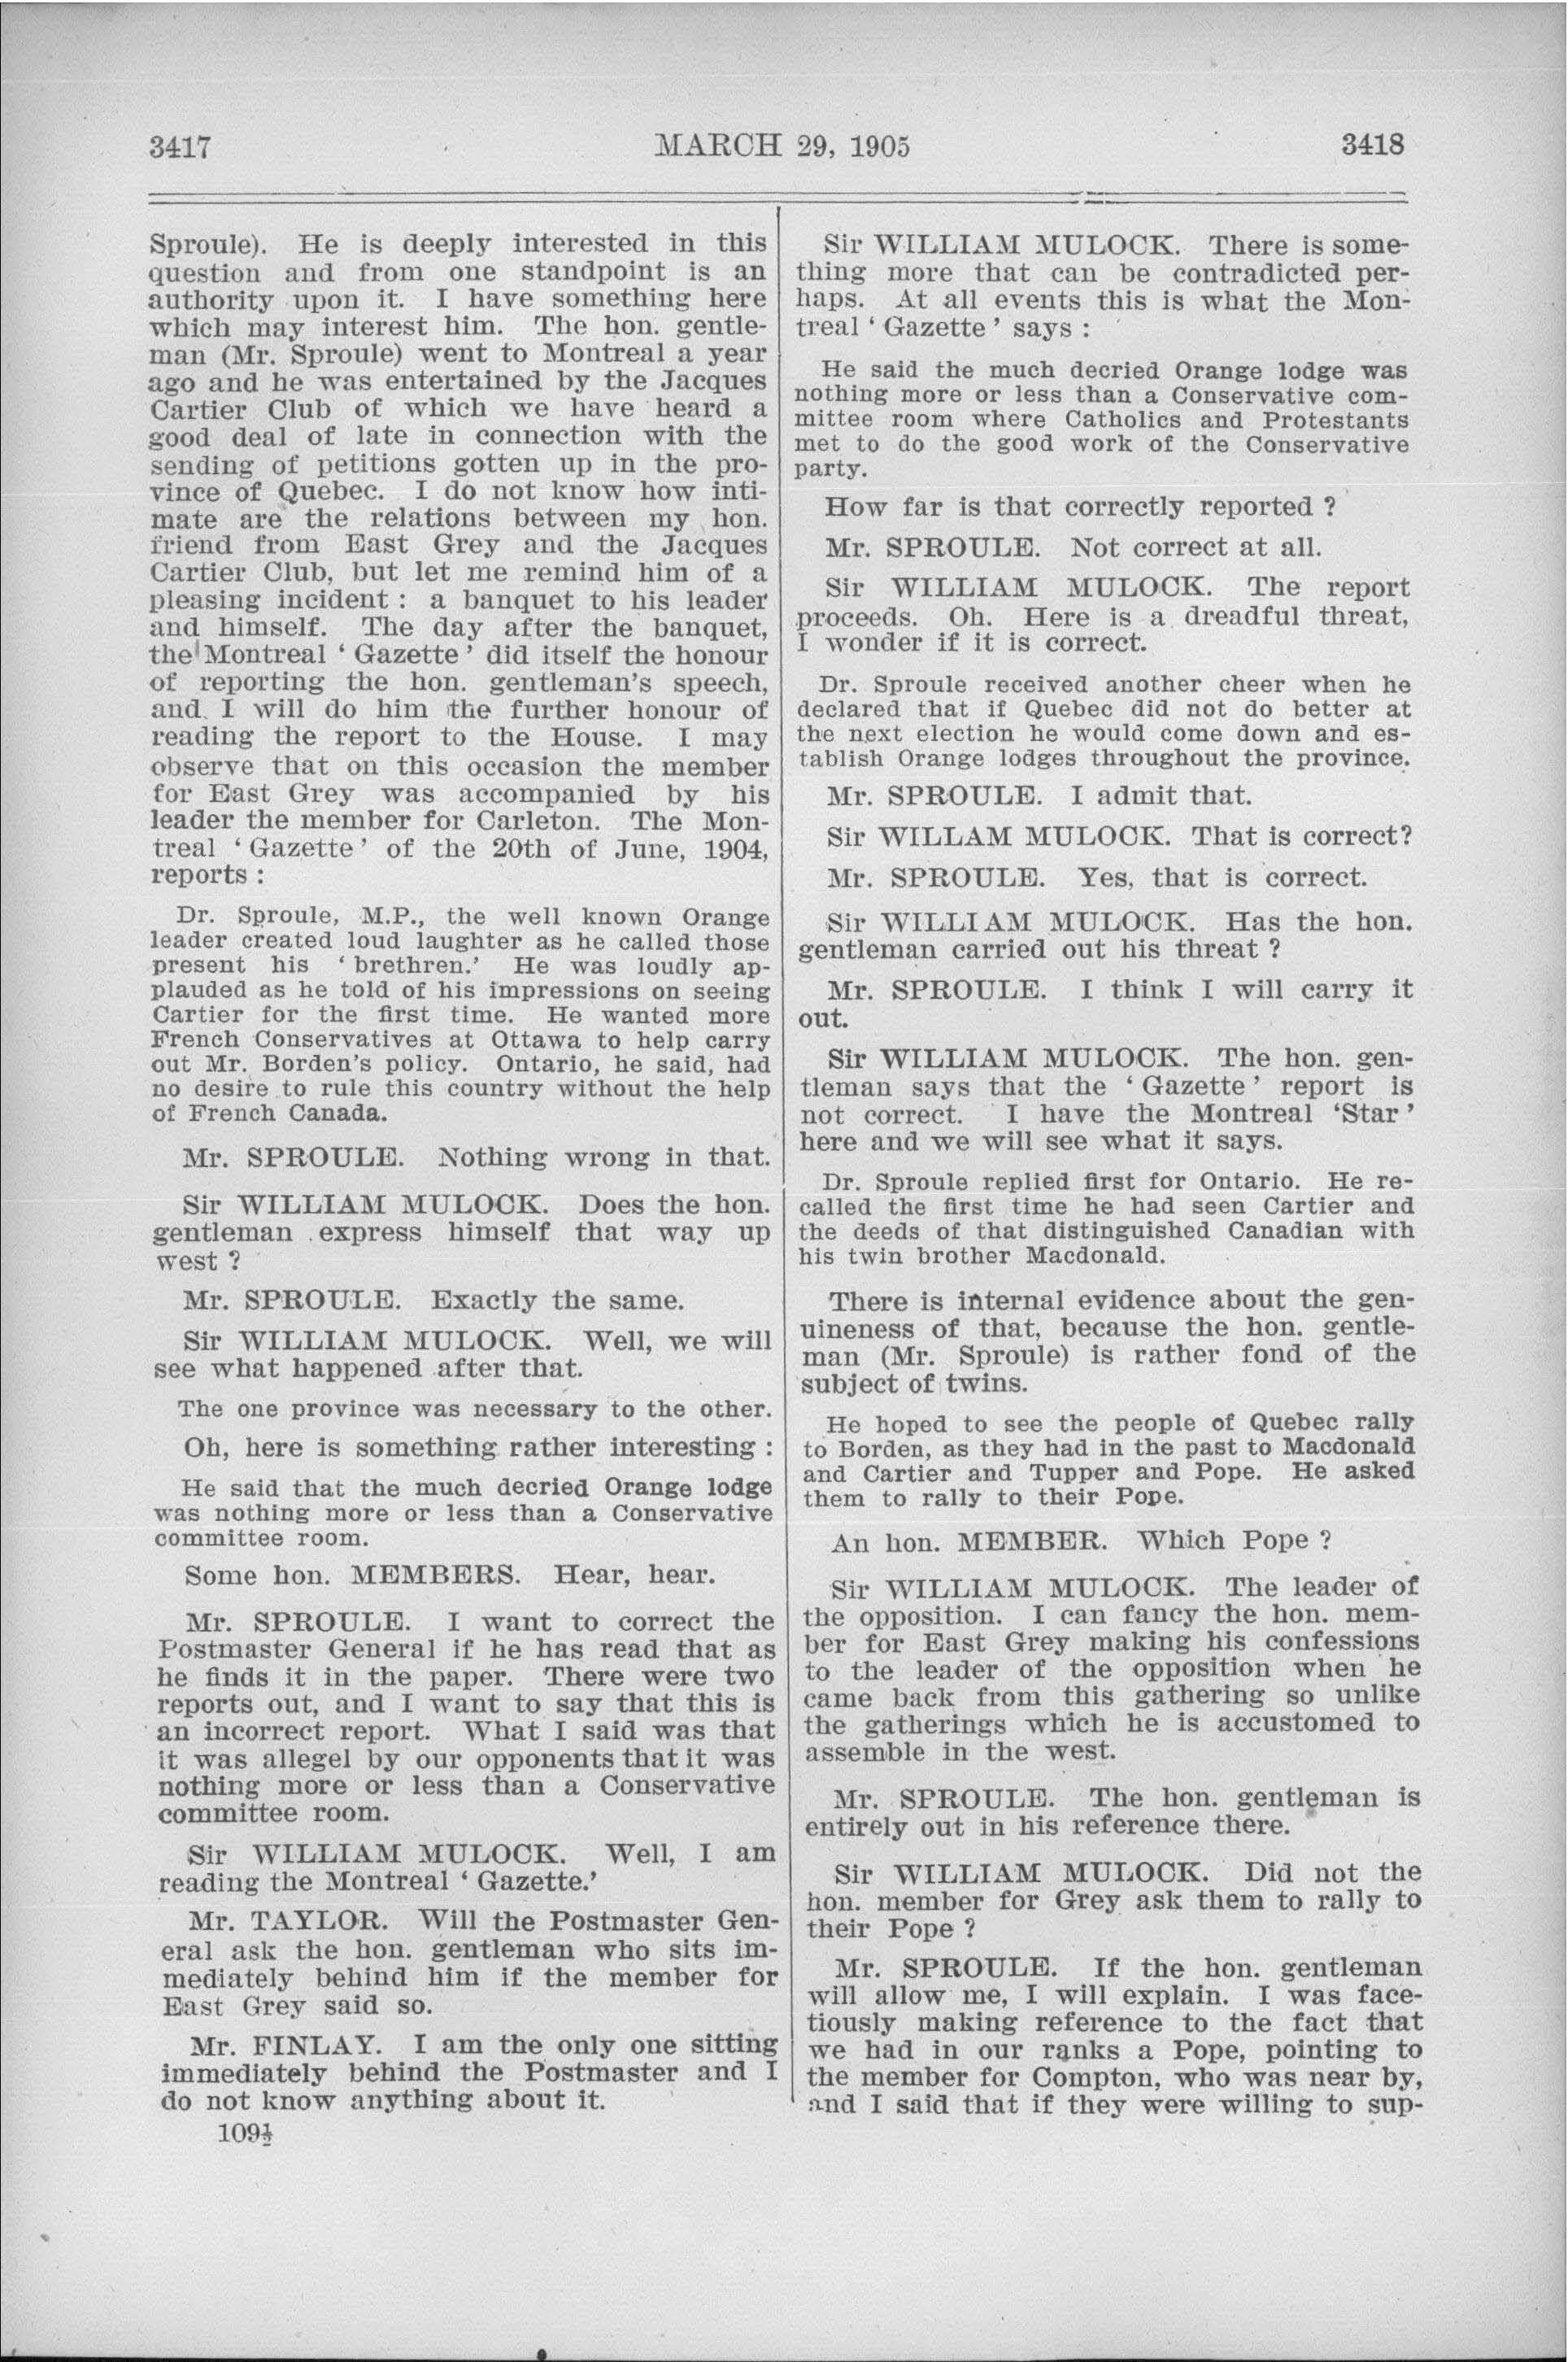 3417 MARCH 29, 1905 3418
Sproule). He is deeply interested in this
question and from one standpoint is an
authority upon it. I have something here
which may interest him. The hon. gentle-
man (Mr. Sproule) went to Montreal a year
ago and he was entertained by the Jacques
Cartier Club of which we have heard a
good deal of late in connection with the
sending of petitions gotten up in the pro-
vince of Quebec. I do not know how inti-
mate are the relations between my hon.
friend from East Grey and the Jacques
Cartier Club, but let me remind him of a
pleasing incident : a banquet to his leader
and himself. The day after the banquet,
the Montreal ‘ Gazette ’ did itself the honour
of reporting the hon. gentleman's speech,
and I will do him the further honour of
reading the report to the House. I may
observe that on this occasion the member
for East Grey was accompanied by his
leader the member for Carleton. The Mon-
treal ‘ Gazette ’ of the 20th of June, 1904,
reports :
Dr. Sproule, M.P., the well known Orange
leader created loud laughter as he called those
present his ‘ brethren.’ He was loudly ap-
plauded as he told of his impressions on seeing
Cartier for the first time. He wanted more
French Conservatives at Ottawa to help carry
out Mr. Borden's policy. Ontario, he said, had
no desire to rule this country without the help
of French Canada.
Mr. SPROULE. Nothing wrong in that.
Sir WILLIAM MULOCK. Does the hon.
gentleman express himself that way up
west ?
Mr. SPROULE. Exactly the same.
Sir WILLIAM MULOCK. Well, we will
see what happened after that.
The one province was necessary to the other.
Oh, here is something rather interesting :
He said that the much decried Orange lodge
was nothing more or less than a Conservative
committee room.
Some hon. MEMBERS. Hear, hear.
Mr. SPROULE. I want to correct the
Postmaster General if he has read that as
he finds it in the paper. There were two
reports out, and I want to say that this is
an incorrect report. What I said was that
it was allegel by our opponents that it was
nothing more or less than a Conservative
committee room.
Sir WILLIAM MULOCK. Well, I am
reading the Montreal ‘ Gazette.’
Mr. TAYLOR. Will the Postmaster Gen-
eral ask the hon. gentleman who sits im-
mediately behind him if the member for
East Grey said so.
Mr. FINLAY. I am the only one sitting
immediately behind the Postmaster and I
do not know anything about it.
109½
Sir WILLIAM MULOCK. There is some-
thing more that can be contradicted per-
haps. At all events this is what the Mon-
treal ‘ Gazette ’ says :
He said the much decried Orange lodge was
nothing more or less than a Conservative com-
mittee room where Catholics and Protestants
met to do the good work of the Conservative
party.
How far is that correctly reported ?
Mr. SPROULE. Not correct at all.
Sir WILLIAM MULOCK. The report
proceeds. Oh. Here is a dreadful threat,
I wonder if it is correct.
Dr. Sproule received another cheer when he
declared that if Quebec did not do better at
the next election he would come down and es-
tablish Orange lodges throughout the province.
Mr. SPROULE. I admit that.
Sir WILLAM MULOCK. That is correct?
Mr. SPROULE. Yes, that is correct.
Sir WILLIAM MULOCK. Has the hon.
gentleman carried out his threat ?
Mr. SPROULE. I think I will carry it
out.
Sir WILLIAM MULOCK. The hon. gen-
tleman says that the ‘ Gazette ’ report is
not correct. I have the Montreal ‘Star ’
here and we will see what it says.
Dr. Sproule replied first for Ontario. He re-
called the first time he had seen Cartier and
the deeds of that distinguished Canadian with
his twin brother Macdonald.
There is internal evidence about the gen-
uineness of that, because the hon. gentle-
man (Mr. Sproule) is rather fond of the
subject of twins.
He hoped to see the people of Quebec rally
to Borden, as they had in the past to Macdonald
and Cartier and Tupper and Pope. He asked
them to rally to their Pope.
An hon. MEMBER. Which Pope ?
Sir WILLIAM MULOCK. The leader of
the opposition. I can fancy the hon. mem-
ber for East Grey making his confessions
to the leader of the opposition when he
came back from this gathering so unlike
the gatherings which he is accustomed to
assemble in the west.
Mr. SPROULE. The hon. gentleman is
entirely out in his reference there.
Sir WILLIAM MULOCK. Did not the
hon. member for Grey ask them to rally to
their Pope ?
Mr. SPROULE. If the hon. gentleman
will allow me, I will explain. I was face-
tiously making reference to the fact that
we had in our ranks a Pope, pointing to
the member for Compton, who was near by,
and I said that if they were willing to sup-